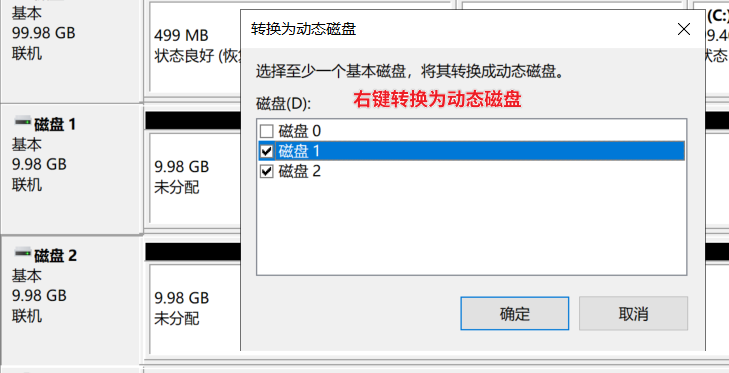 基本
99.98 GB
联机
499 MB
状态良好 (恢
转换为动态磁盘
(C:)
选择至少一个基本磁盘，将其转换成动态磁盘。
磁盘(D):
右键转换为动态磁盘
磁盘 0
磁盘 1
磁盘 2
磁盘 1
基本
9.98 GB
联机
9.98 GB
未分配
磁盘 2
基本
9.98 GB
联机
9.98 GB
未分配
确定
取消